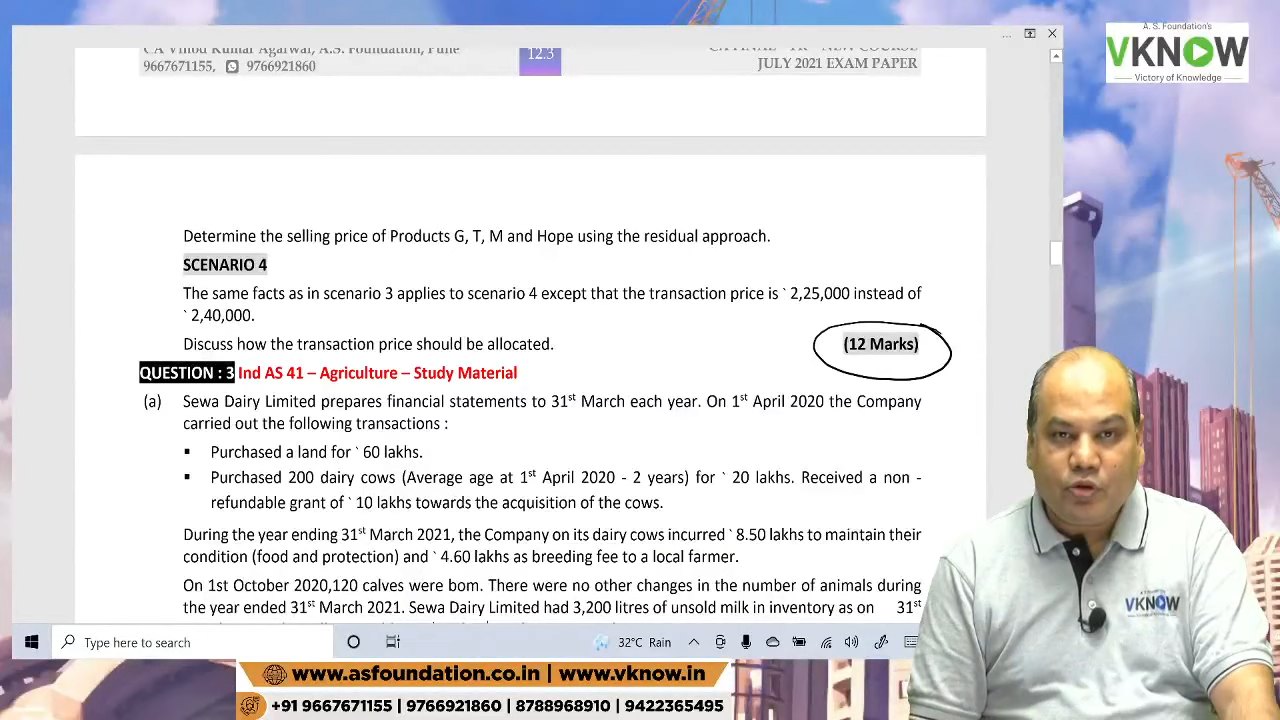 CA Vinod Kumar Agarwal, A.S. Foundation, Pune
9667671155, 9766921860
12.3
CA FINAL - FR - NEW COURSE
JULY 2021 EXAM PAPER
A. S. Foundation's
VKNOW
Victory of Knowledge
Determine the selling price of Products G, T, M and Hope using the residual approach.
SCENARIO 4
The same facts as in scenario 3 applies to scenario 4 except that the transaction price is ` 2,25,000 instead of
` 2,40,000.
Discuss how the transaction price should be allocated. (12 Marks)
QUESTION : 3 Ind AS 41 – Agriculture – Study Material
(a) Sewa Dairy Limited prepares financial statements to 31st March each year. On 1st April 2020 the Company
carried out the following transactions :
▪ Purchased a land for ` 60 lakhs.
▪ Purchased 200 dairy cows (Average age at 1st April 2020 - 2 years) for ` 20 lakhs. Received a non -
refundable grant of ` 10 lakhs towards the acquisition of the cows.
During the year ending 31st March 2021, the Company on its dairy cows incurred ` 8.50 lakhs to maintain their
condition (food and protection) and ` 4.60 lakhs as breeding fee to a local farmer.
On 1st October 2020,120 calves were bom. There were no other changes in the number of animals during
the year ended 31st March 2021. Sewa Dairy Limited had 3,200 litres of unsold milk in inventory as on 31st
Type here to search
32°C Rain
VKNOW
www.asfoundation.co.in | www.vknow.in
+91 9667671155 | 9766921860 | 8788968910 | 9422365495